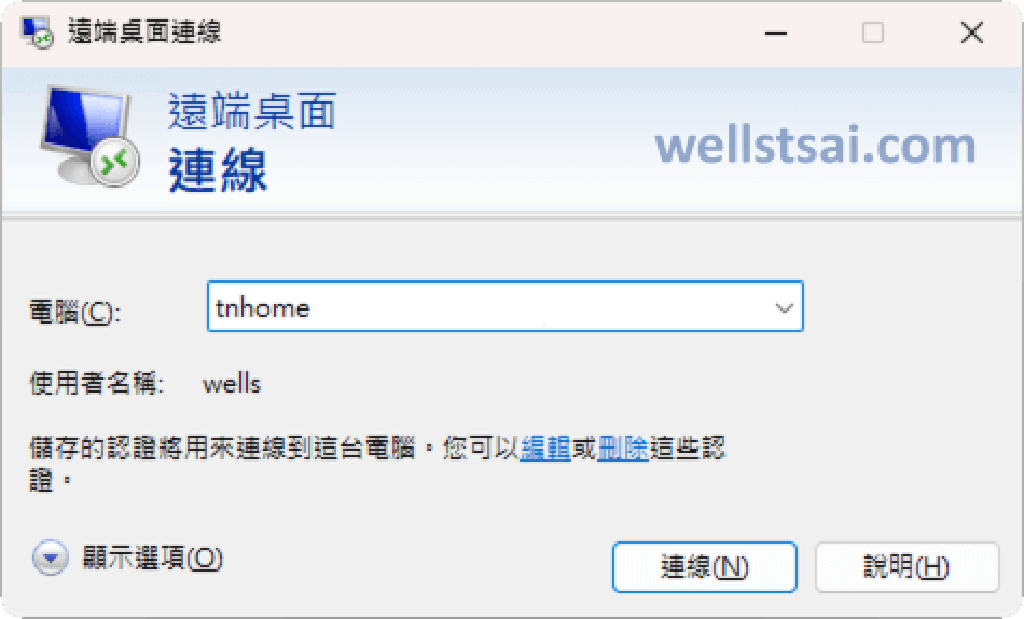 遠端桌面連線
遠端桌面
連線
wellstsai.com
電腦(C):
tnhome
使用者名稱: wells
儲存的認證將用來連線到這台電腦。您可以編輯或刪除這些認
證。
顯示選項(O)
連線(N)
說明(H)